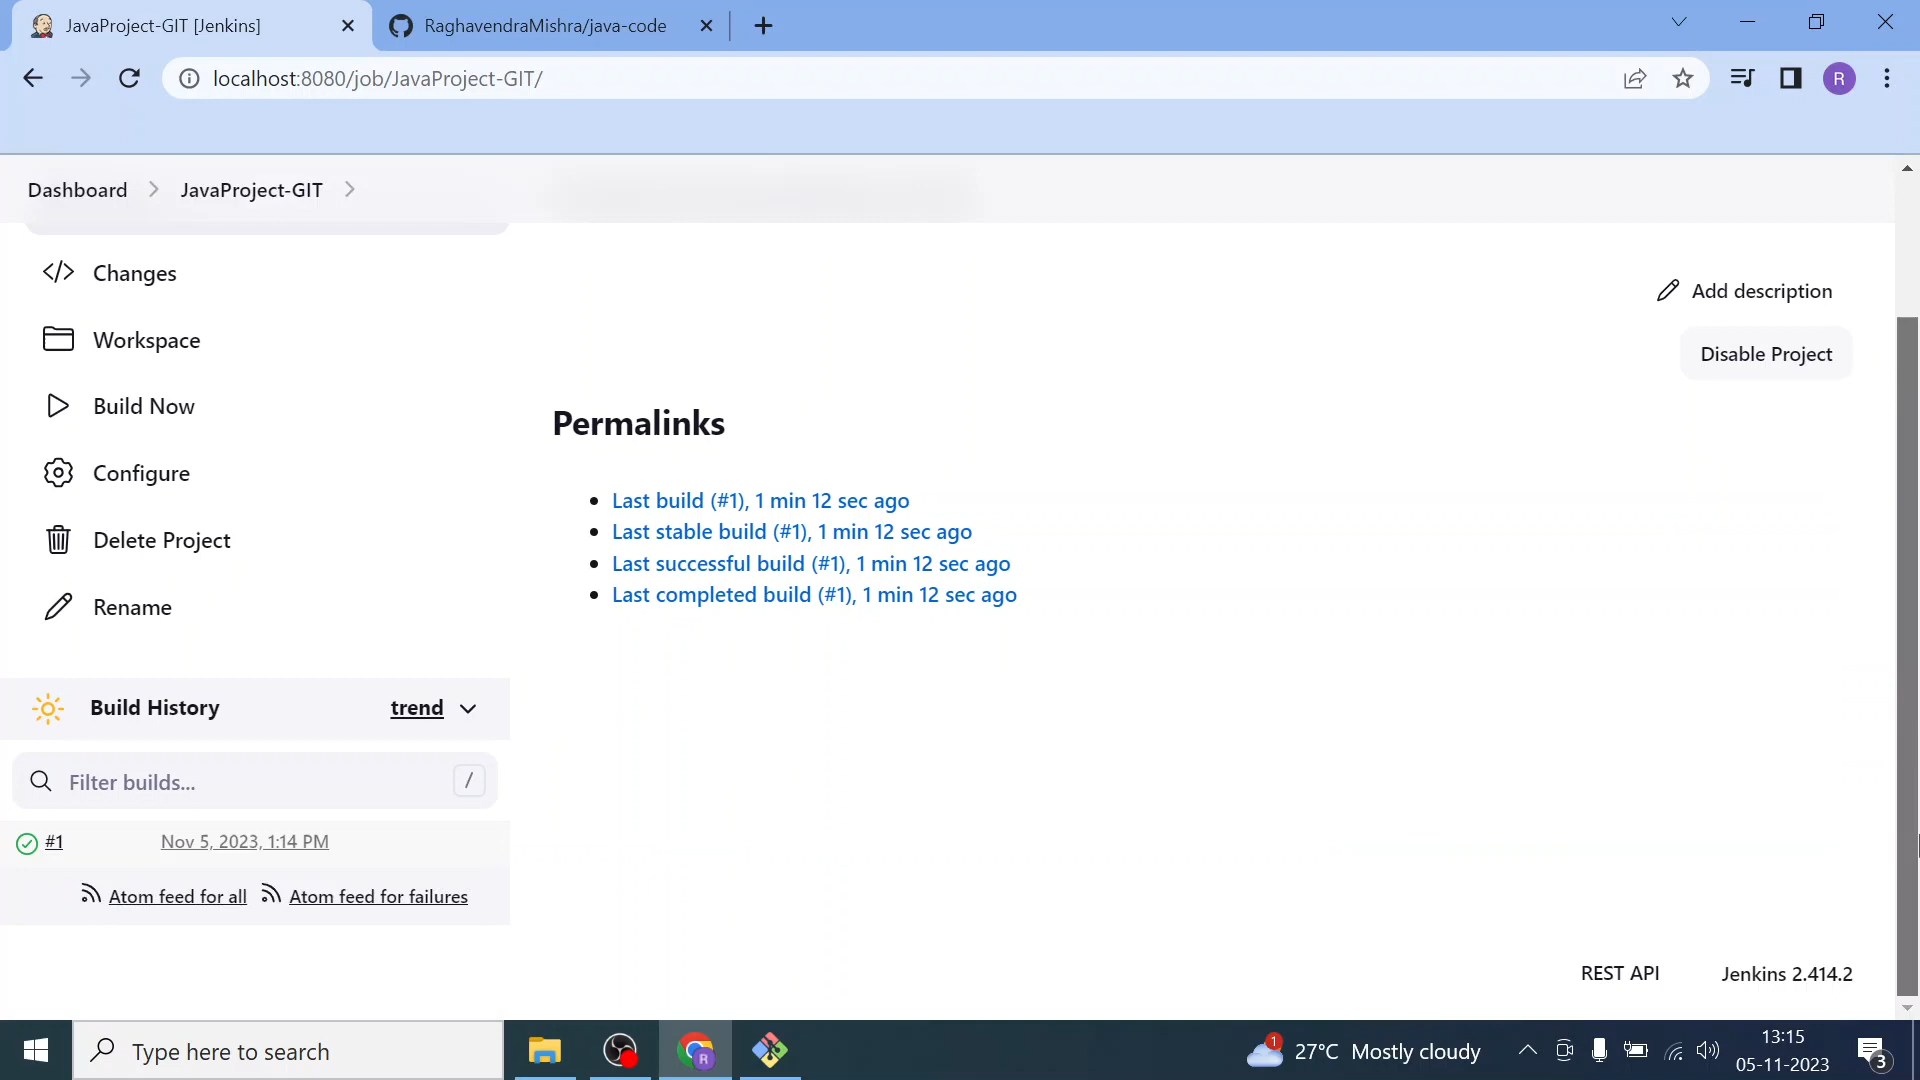 JavaProject-GIT [Jenkins]
RaghavendraMishra/java-code
localhost:8080/job/JavaProject-GIT/
R
Dashboard
JavaProject-GIT
Changes
Workspace
Build Now
Configure
Delete Project
Rename
Add description
Disable Project
Permalinks
Last build (#1), 1 min 12 sec ago
Last stable build (#1), 1 min 12 sec ago
Last successful build (#1), 1 min 12 sec ago
Last completed build (#1), 1 min 12 sec ago
Build History
trend
Filter builds...
/
#1
Nov 5, 2023, 1:14 PM
Atom feed for all
Atom feed for failures
REST API
Jenkins 2.414.2
Type here to search
R
1
27°C Mostly cloudy
13:15
05-11-2023
3